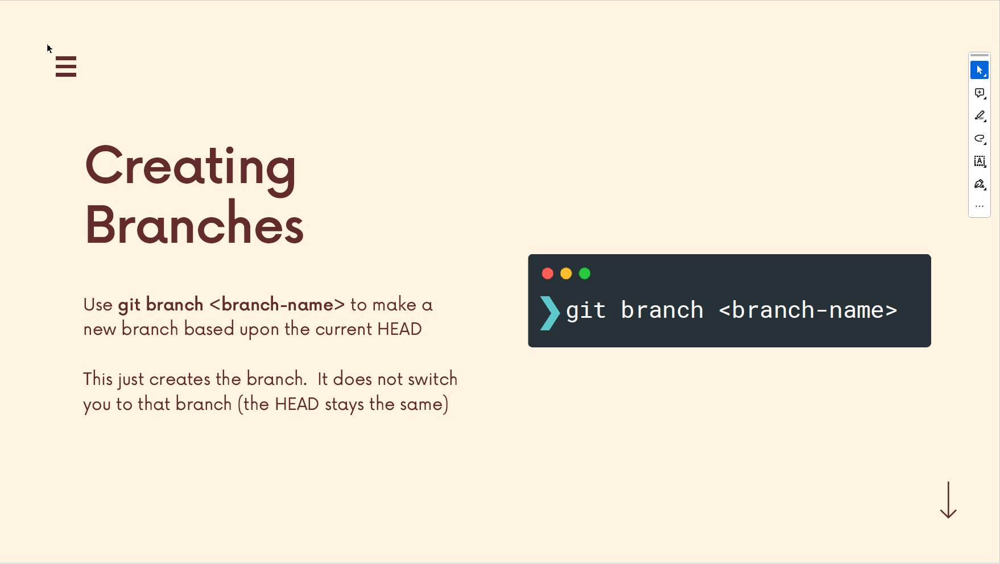 Creating
Branches
Use git branch <branch-name> to make a
new branch based upon the current HEAD
This just creates the branch.  It does not switch
you to that branch (the HEAD stays the same)
❯ git branch <branch-name>